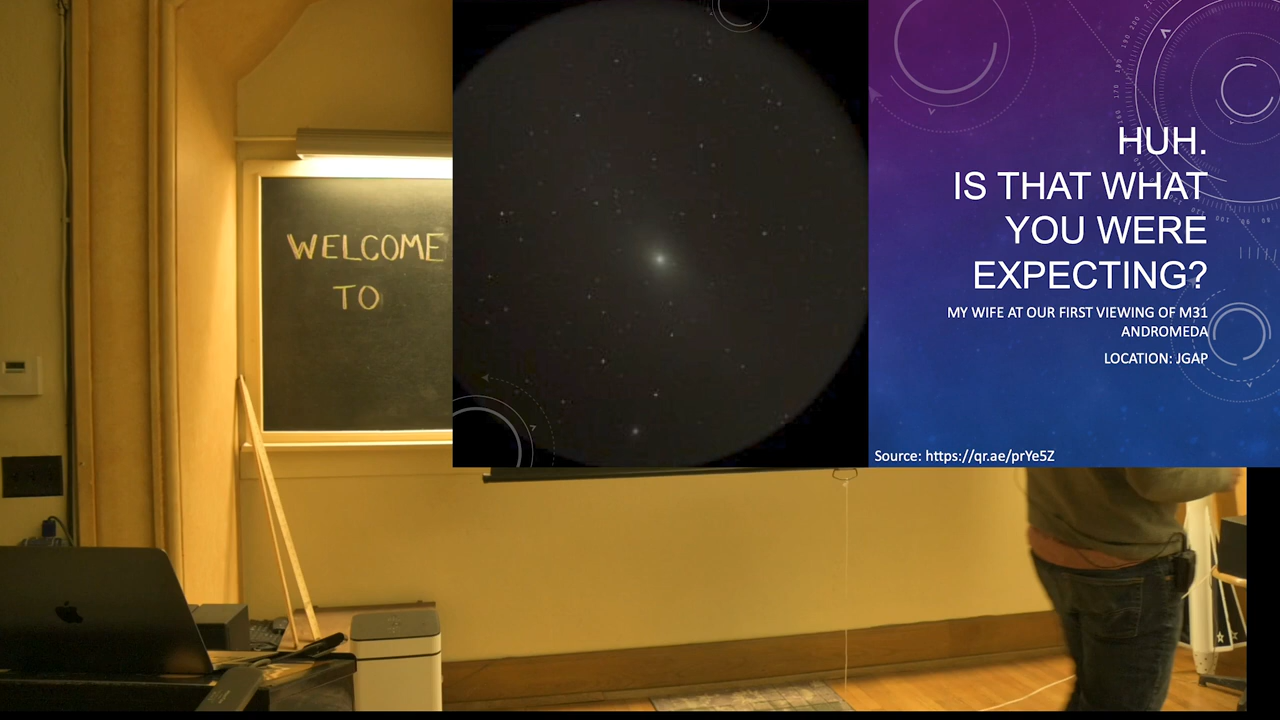 WELCOME
TO
HUH.
IS THAT WHAT
YOU WERE
EXPECTING?
MY WIFE AT OUR FIRST VIEWING OF M31
ANDROMEDA
LOCATION: JGAP
Source: https://qr.ae/prYe5Z